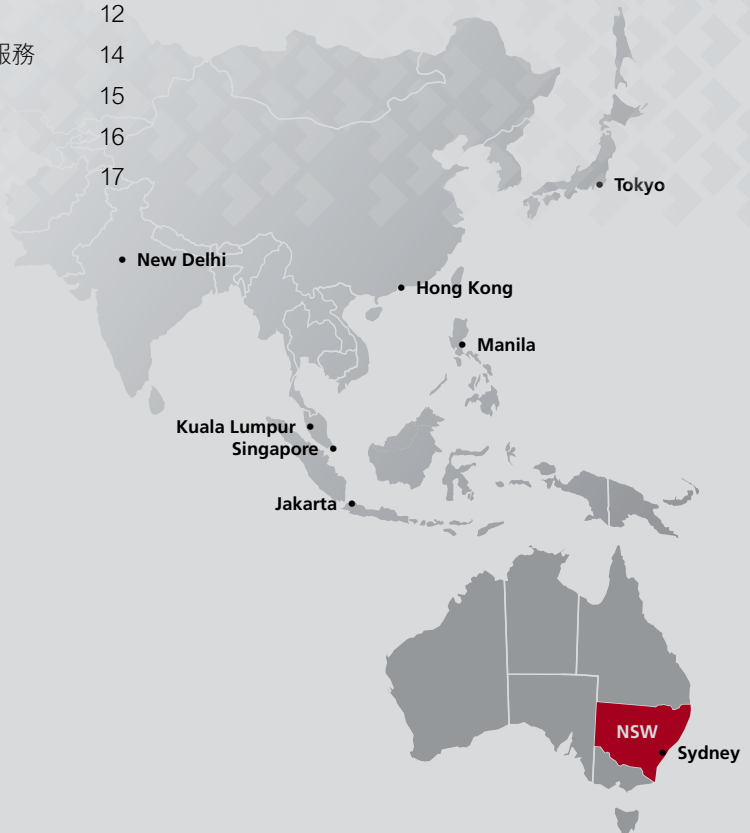 12
服務 14
15
16
17
Tokyo
New Delhi
Hong Kong
Manila
Kuala Lumpur
Singapore
Jakarta
NSW
Sydney